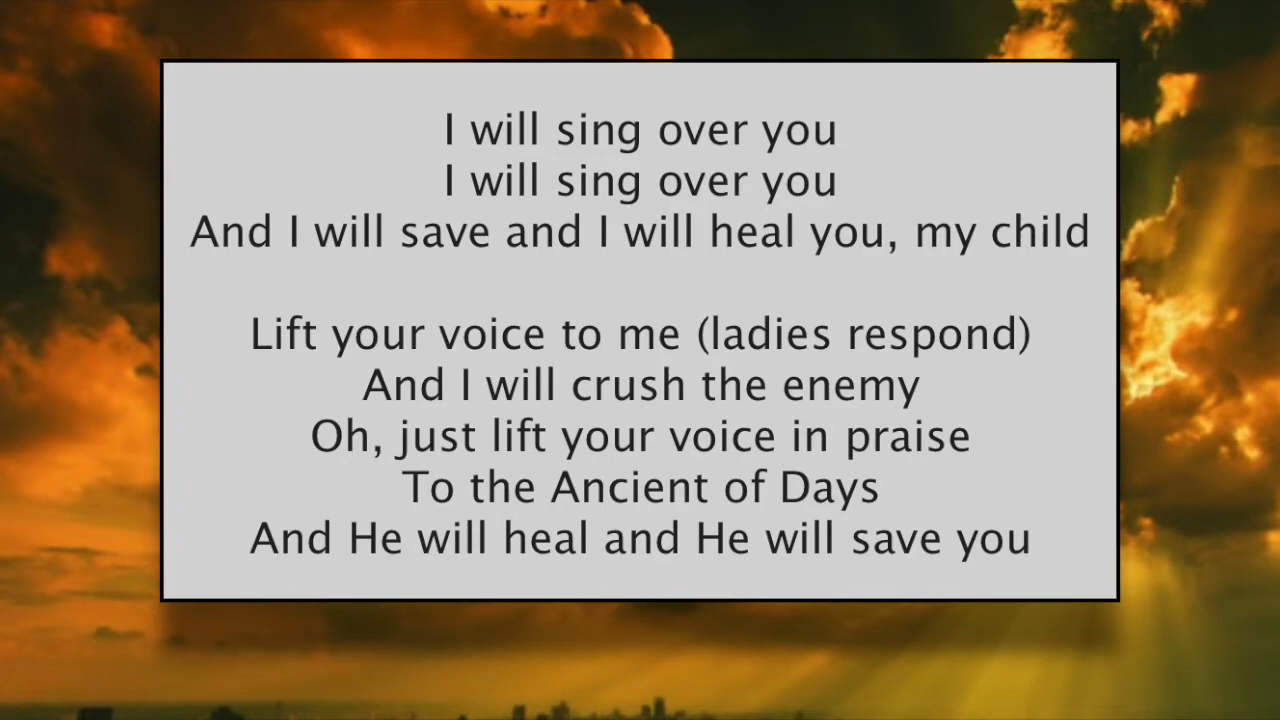 I will sing over you
I will sing over you
And I will save and I will heal you, my child
Lift your voice to me (ladies respond)
And I will crush the enemy
Oh, just lift your voice in praise
To the Ancient of Days
And He will heal and He will save you